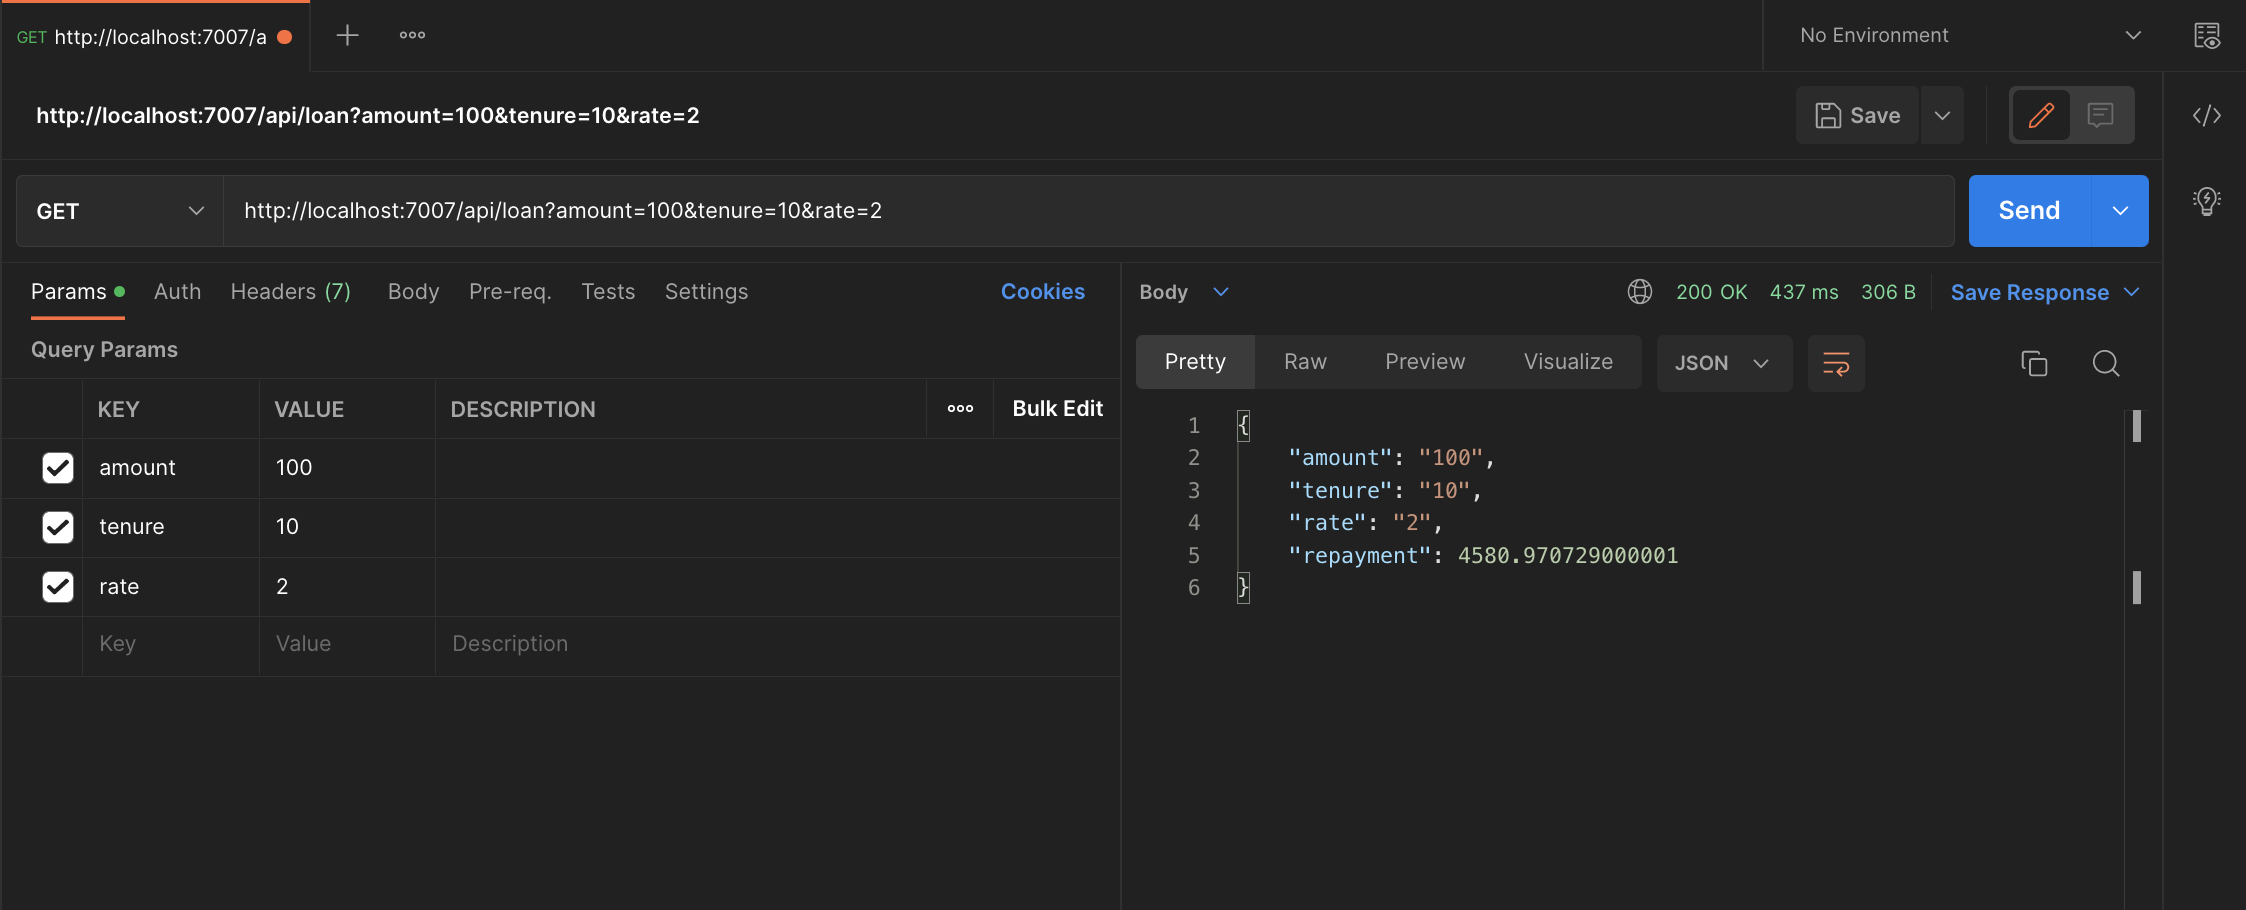 GET http://localhost:7007/a
No Environment
http://localhost:7007/api/loan?amount=100&tenure=10&rate=2
Save
GET
http://localhost:7007/api/loan?amount=100&tenure=10&rate=2
Send
Params Auth Headers (7) Body Pre-req. Tests Settings Cookies
Query Params
KEY VALUE DESCRIPTION Bulk Edit
amount 100
tenure 10
rate 2
Key Value Description
Body 200 OK 437 ms 306 B Save Response
Pretty Raw Preview Visualize JSON
1 {
2 "amount": "100",
3 "tenure": "10",
4 "rate": "2",
5 "repayment": 4580.970729000001
6 }